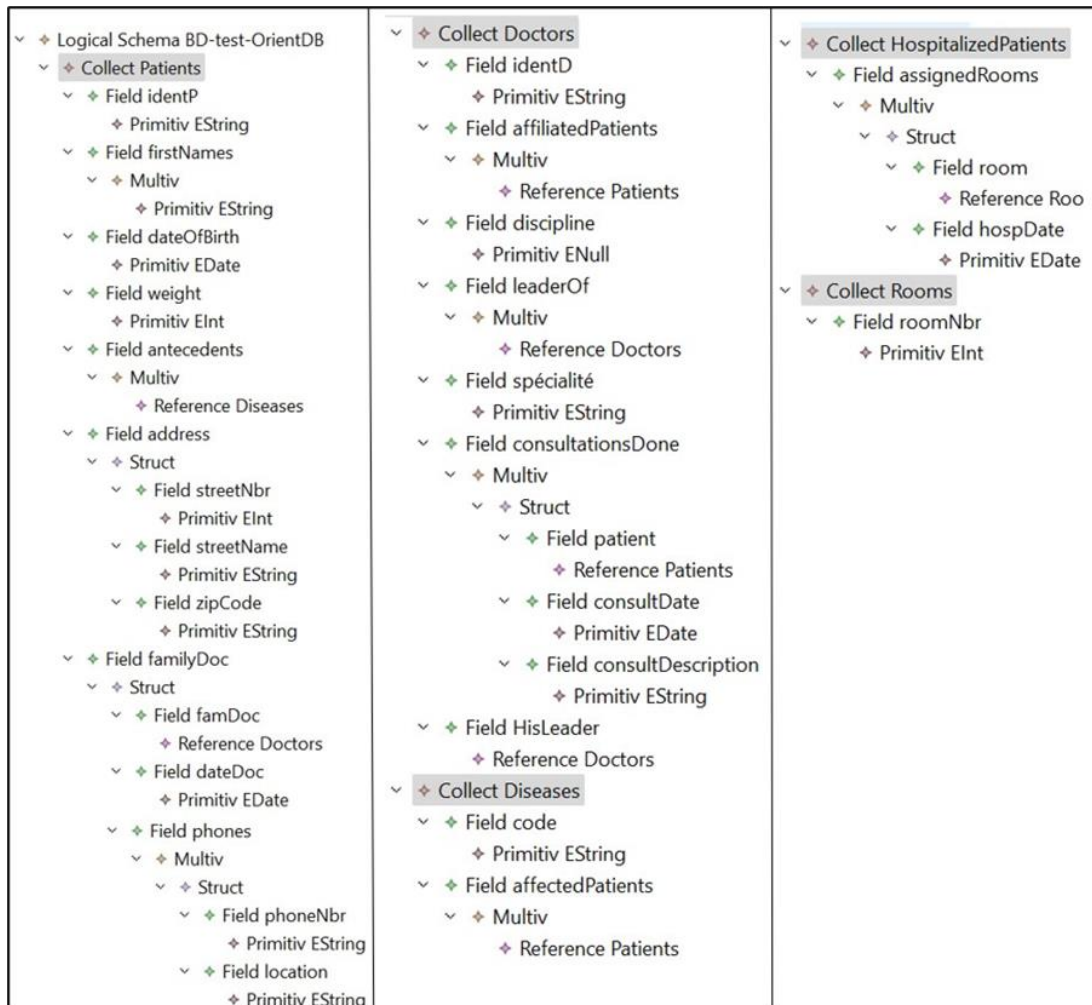 Logical Schema BD-test-OrientDB
Collect Patients
Field identP
Primitiv EString
Field firstNames
Multiv
Primitiv EString
Field dateOfBirth
Primitiv EDate
Field weight
Primitiv EInt
Field antecedents
Multiv
Reference Diseases
Field address
Struct
Field streetNbr
Primitiv EInt
Field streetName
Primitiv EString
Field zipCode
Primitiv EString
Field familyDoc
Struct
Field famDoc
Reference Doctors
Field dateDoc
Primitiv EDate
Field phones
Multiv
Struct
Field phoneNbr
Primitiv EString
Field location
Primitiv EString
Collect Doctors
Field identD
Primitiv EString
Field affiliatedPatients
Multiv
Reference Patients
Field discipline
Primitiv ENull
Field leaderOf
Multiv
Reference Doctors
Field spécialité
Primitiv EString
Field consultationsDone
Multiv
Struct
Field patient
Reference Patients
Field consultDate
Primitiv EDate
Field consultDescription
Primitiv EString
Field HisLeader
Reference Doctors
Collect Diseases
Field code
Primitiv EString
Field affectedPatients
Multiv
Reference Patients
Collect HospitalizedPatients
Field assignedRooms
Multiv
Struct
Field room
Reference Roo
Field hospDate
Primitiv EDate
Collect Rooms
Field roomNbr
Primitiv EInt